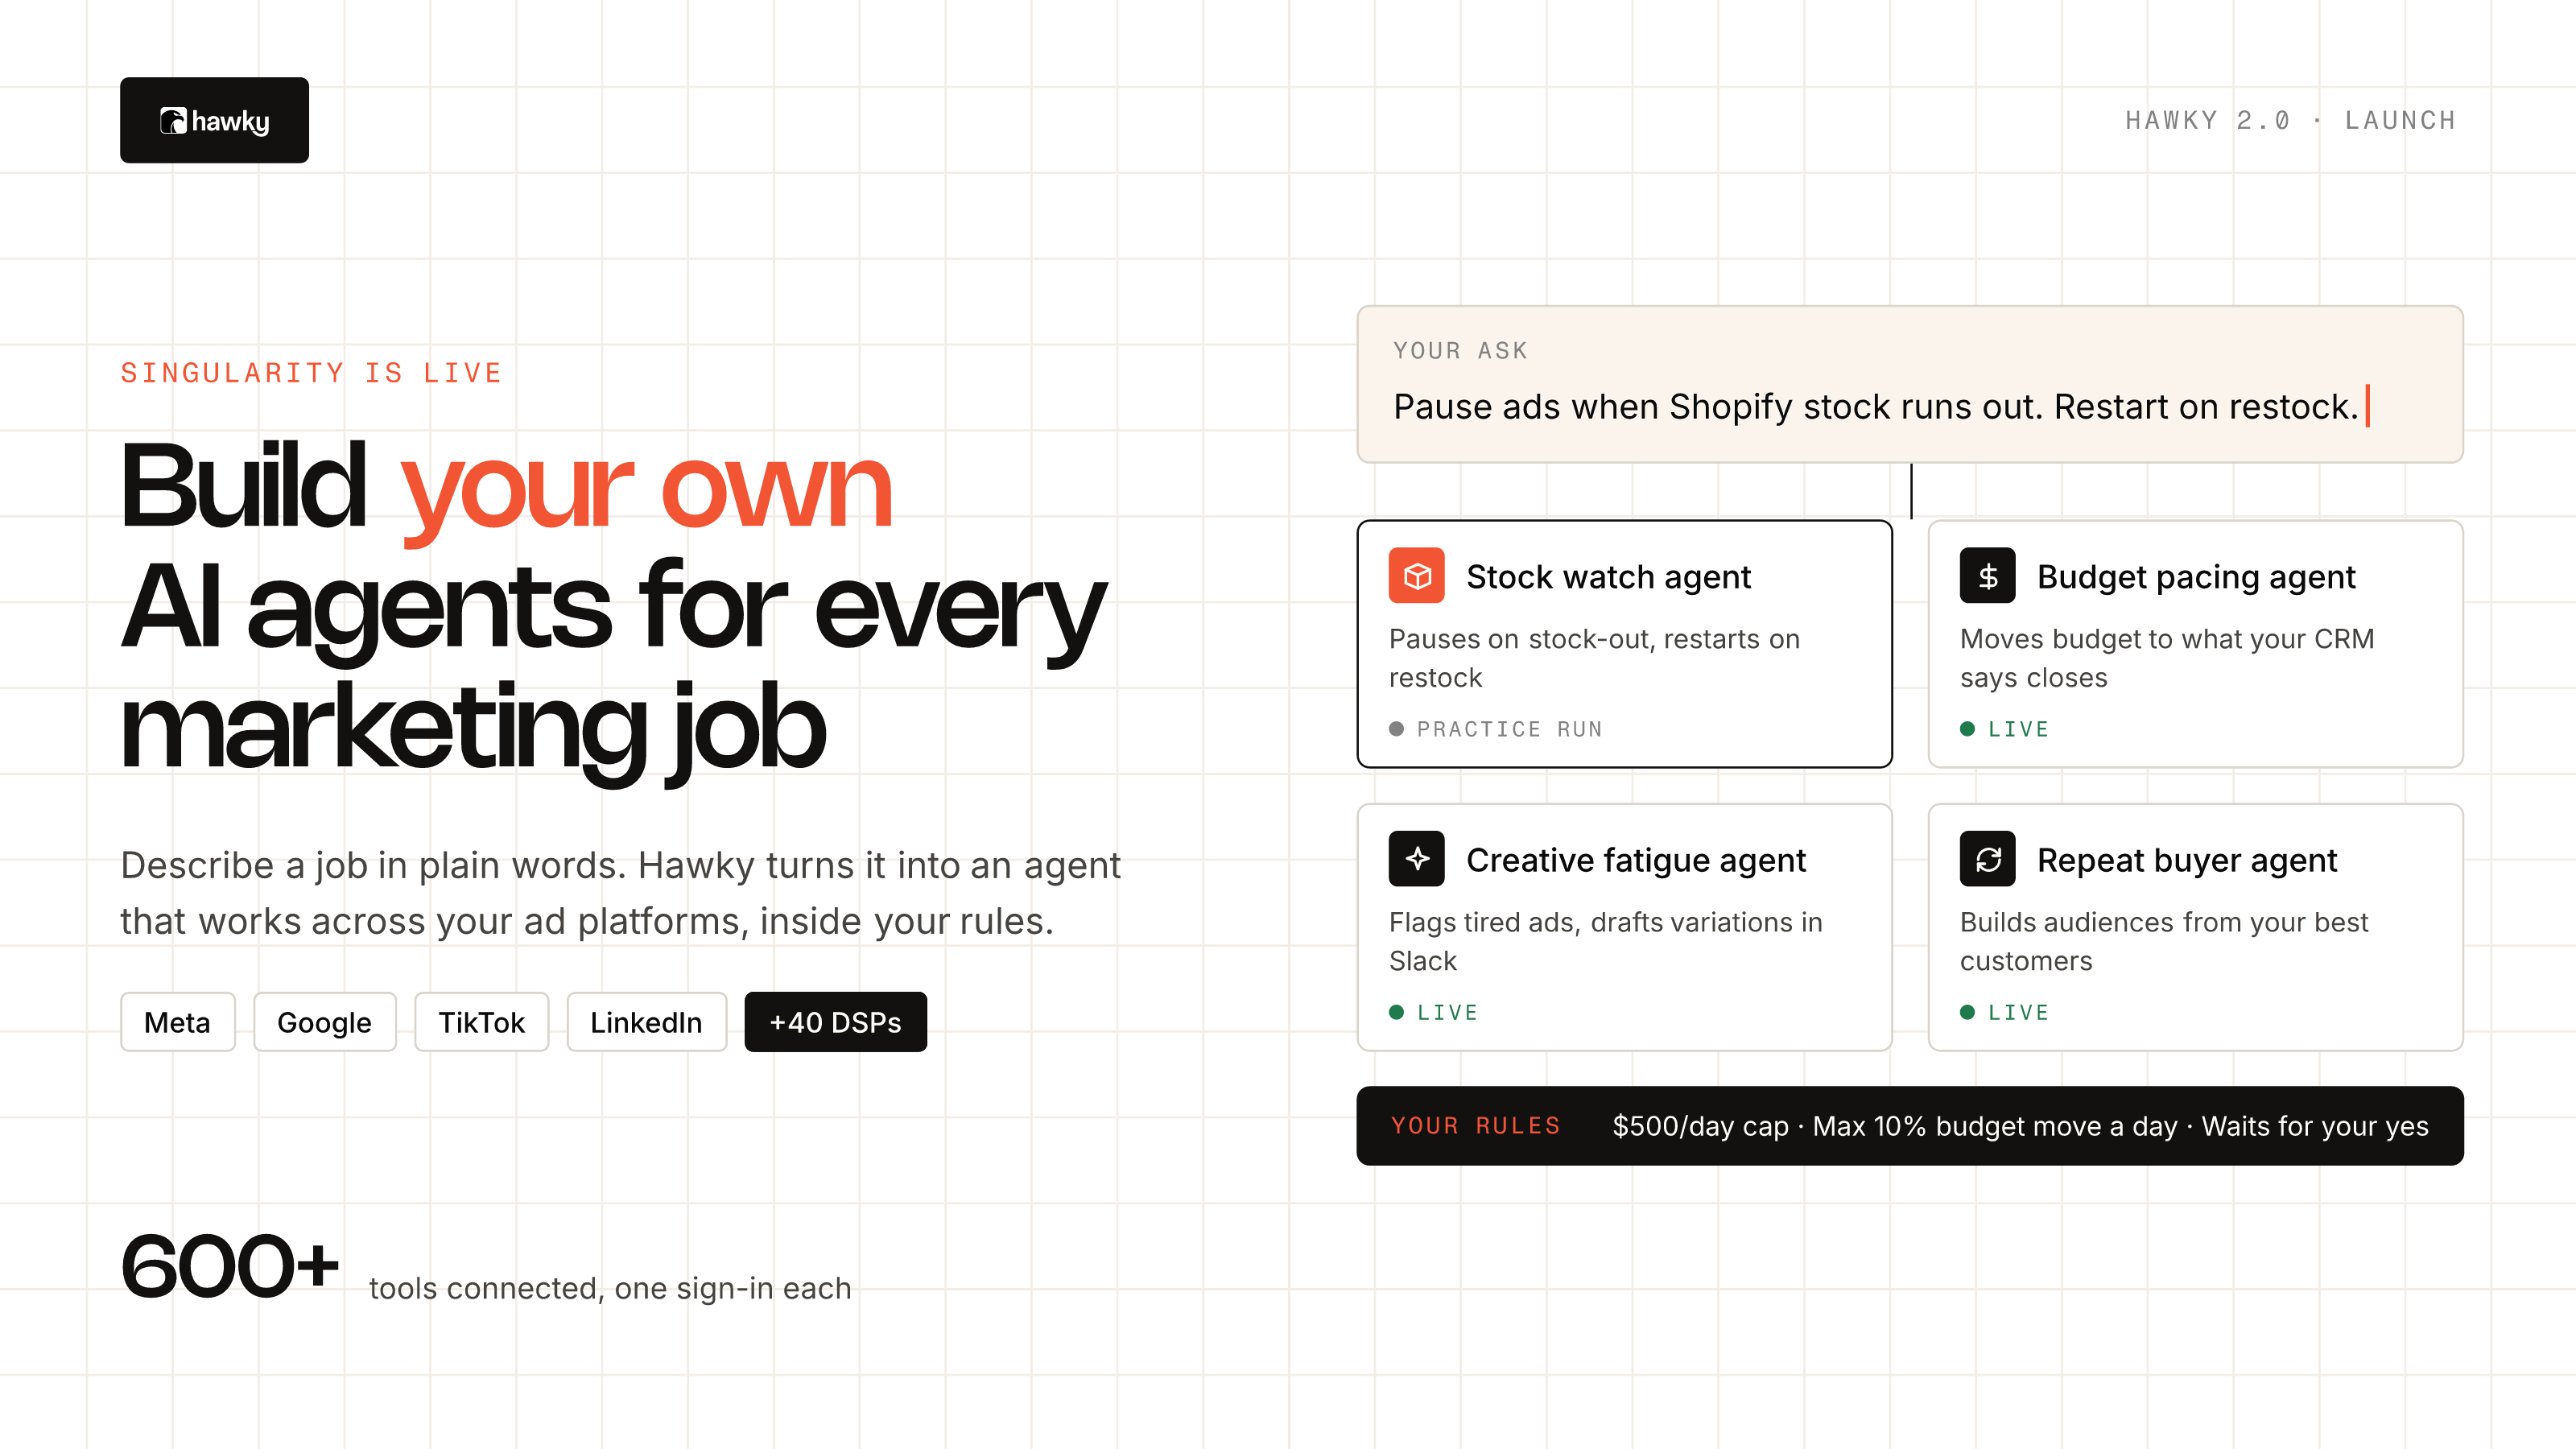 hawky
HAWKY 2.0 · LAUNCH
SINGULARITY IS LIVE
Build your own
AI agents for every
marketing job
Describe a job in plain words. Hawky turns it into an agent
that works across your ad platforms, inside your rules.
Meta
Google
TikTok
LinkedIn
+40 DSPs
600+ tools connected, one sign-in each
YOUR ASK
Pause ads when Shopify stock runs out. Restart on restock.
Stock watch agent
Pauses on stock-out, restarts on
restock
PRACTICE RUN
$
Budget pacing agent
Moves budget to what your CRM
says closes
LIVE
Creative fatigue agent
Flags tired ads, drafts variations in
Slack
LIVE
Repeat buyer agent
Builds audiences from your best
customers
LIVE
YOUR RULES $500/day cap · Max 10% budget move a day · Waits for your yes